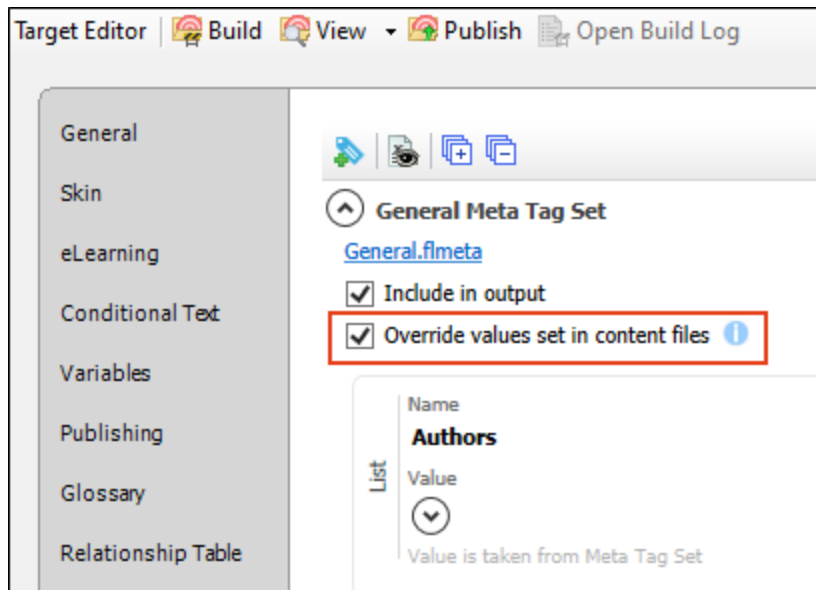 Target Editor Build View Publish Open Build Log
General
Skin
eLearning
Conditional Text
Variables
Publishing
Glossary
Relationship Table
General Meta Tag Set
General.flmeta
Include in output
Override values set in content files
List
Name
Authors
Value
Value is taken from Meta Tag Set